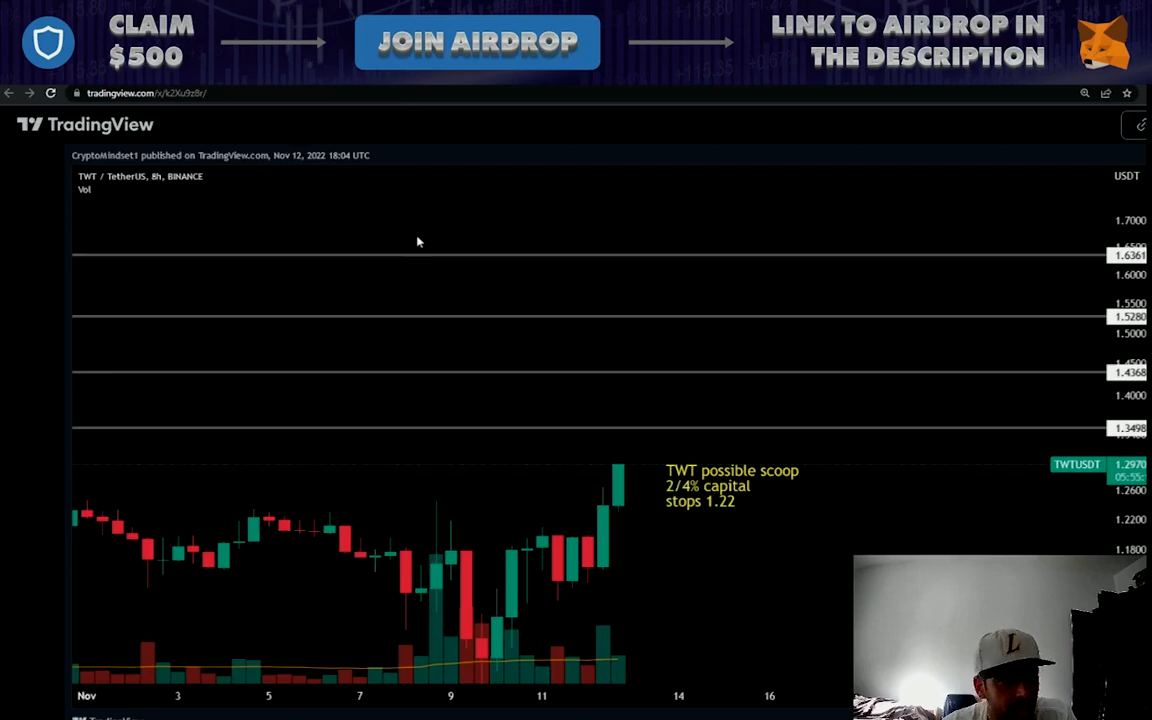 CLAIM
$500
JOIN AIRDROP
LINK TO AIRDROP IN
THE DESCRIPTION
tradingview.com/x/k2Xu9z8r/
TradingView
CryptoMindset1 published on TradingView.com, Nov 12, 2022 18:04 UTC
TWT / TetherUS, 8h, BINANCE
USDT
Vol
1.7000
1.6361
1.6000
1.5500
1.5280
1.5000
1.4368
1.4000
1.3498
TWTUSDT 1.2970
05:55:
TWT possible scoop
2/4% capital
stops 1.22
1.2600
1.2200
1.1800
L
Nov 3 5 7 9 11 14 16